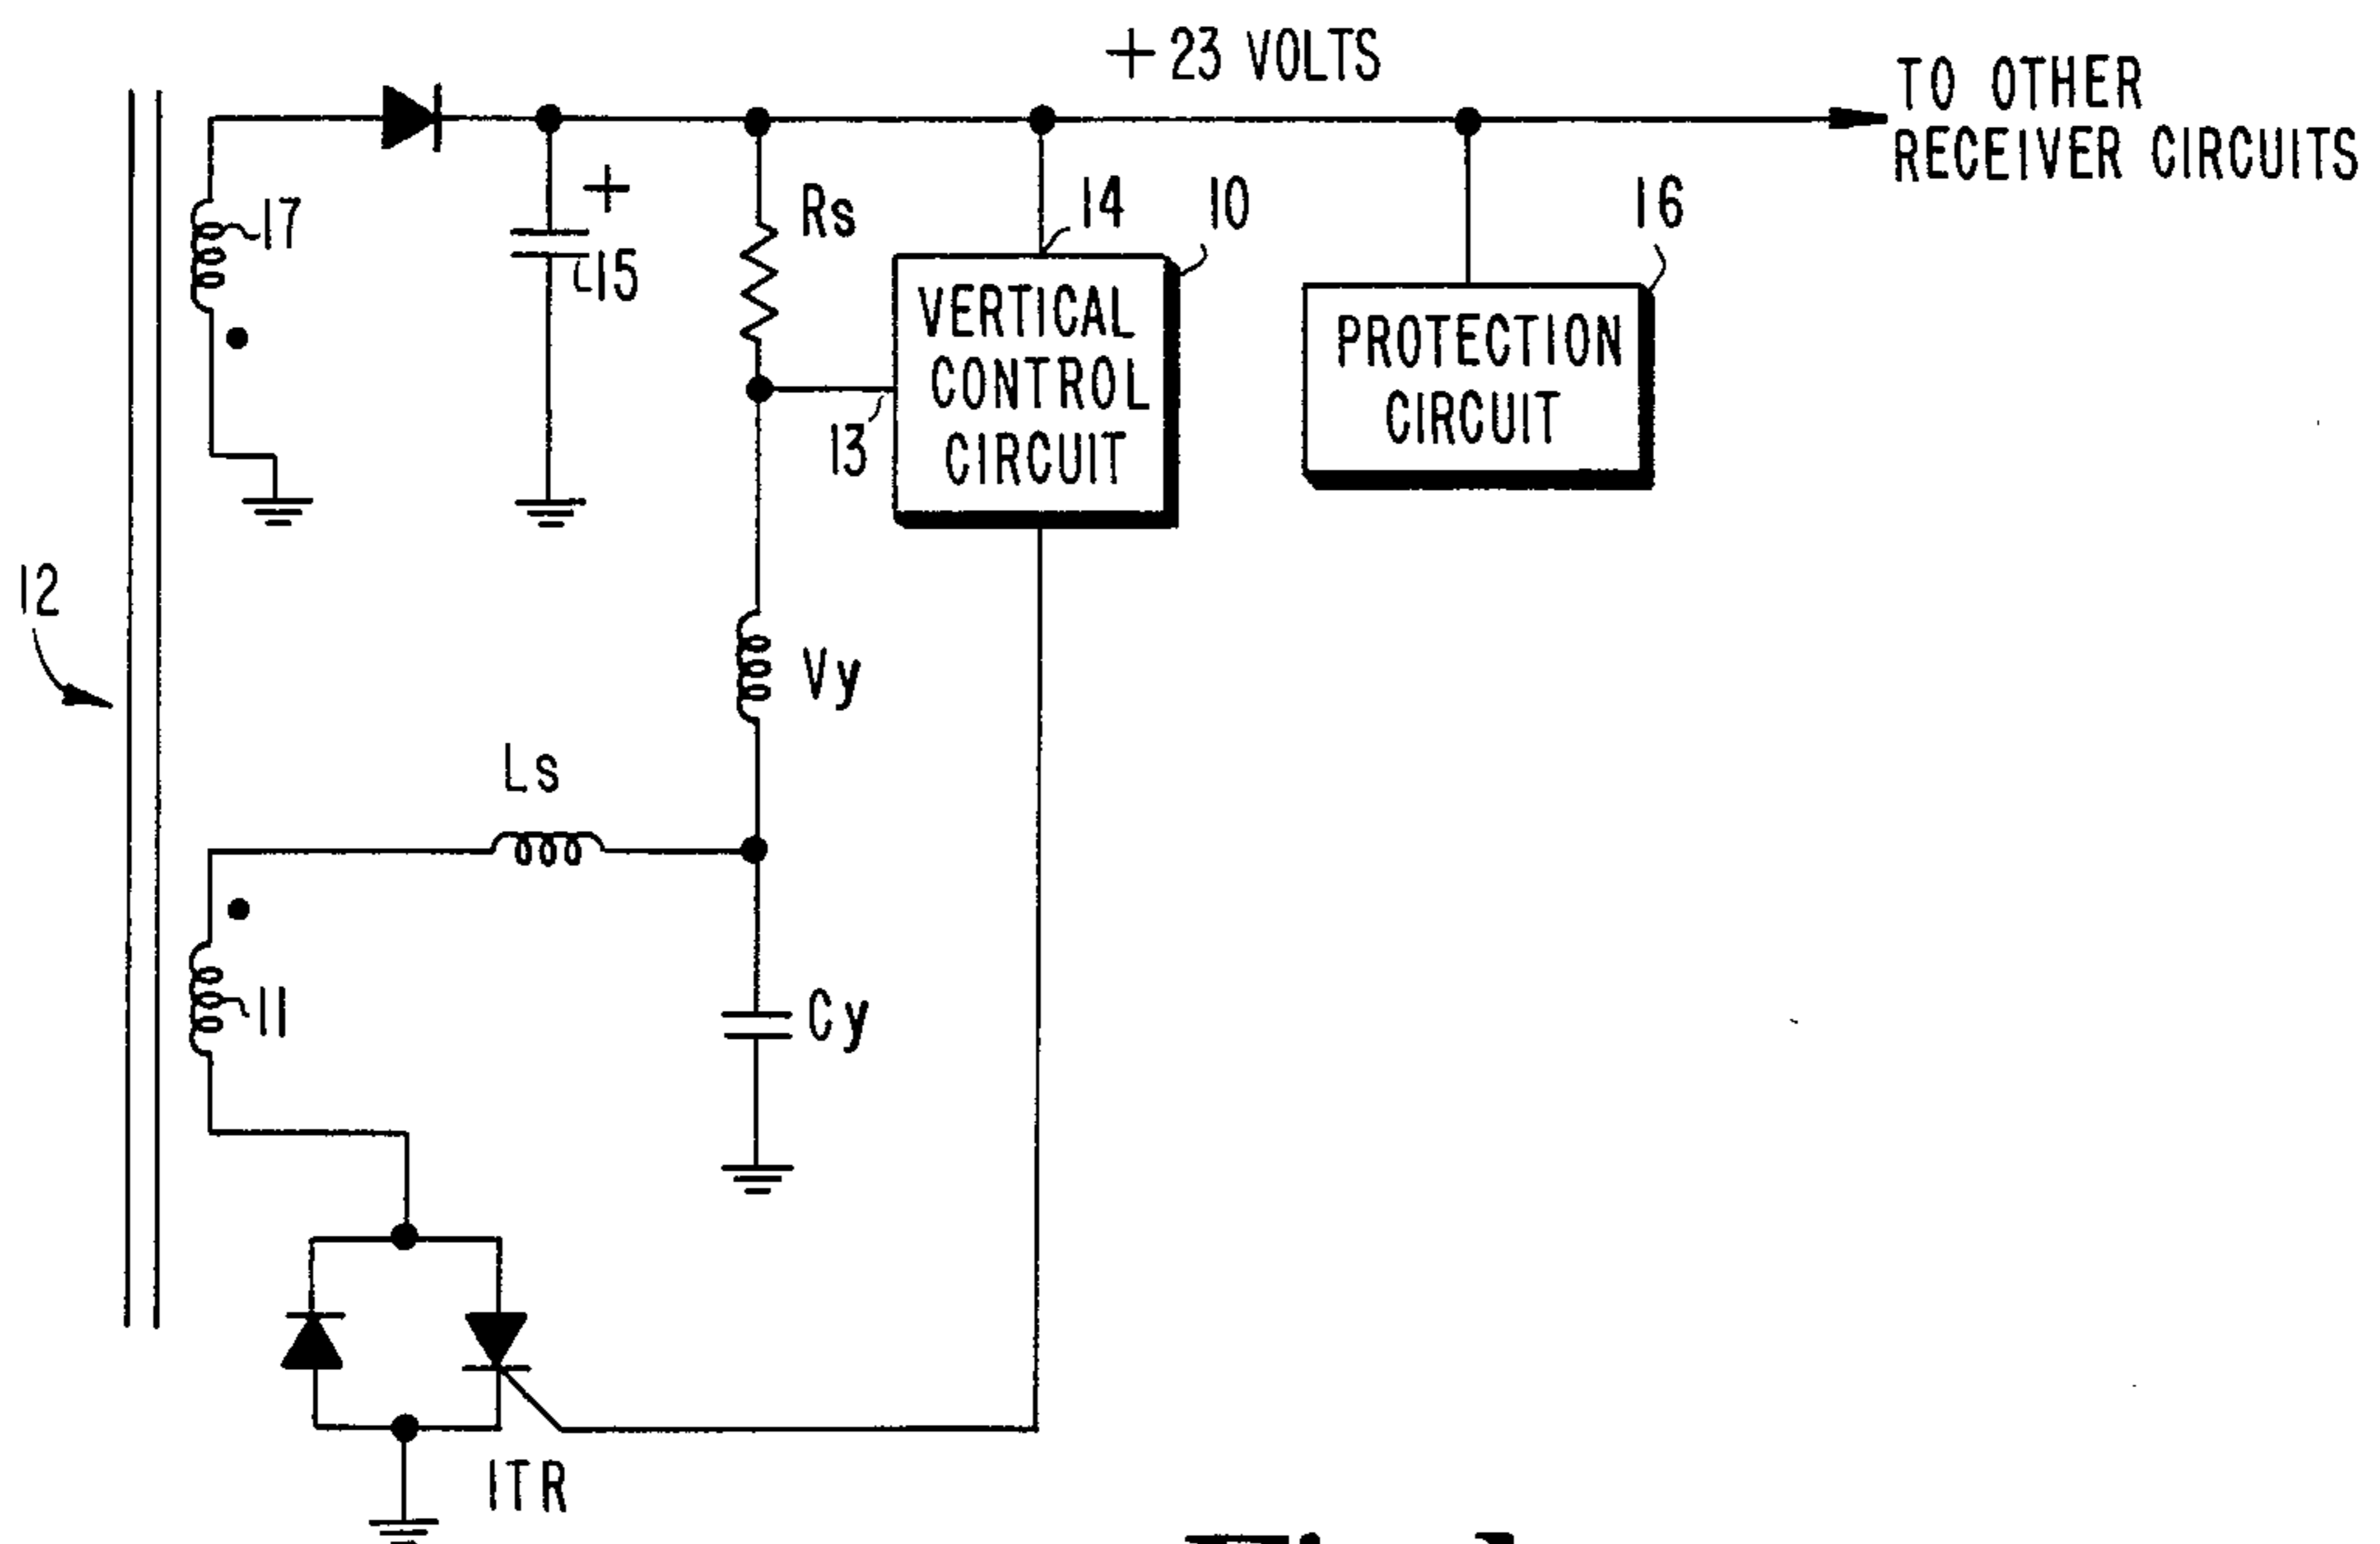 + 23 VOLTS
TO OTHER
RECEIVER CIRCUITS
17
+
15
Rs
14
10
16
VERTICAL
CONTROL
CIRCUIT
PROTECTION
CIRCUIT
13
12
Vy
Ls
11
Cy
ITR